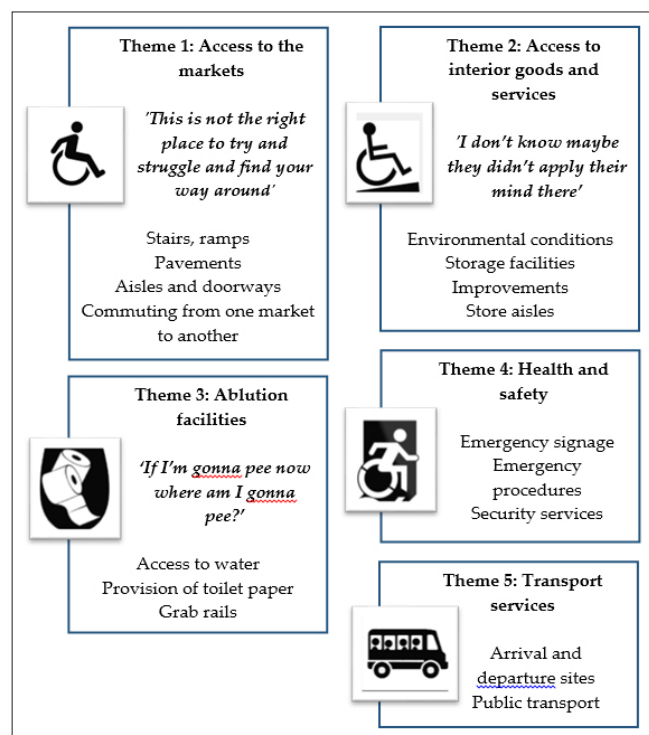 Theme 1: Access to the
markets
'This is not the right
place to try and
struggle and find your
way around'
Stairs, ramps
Pavements
Aisles and doorways
Commuting from one market
to another
Theme 2: Access to
interior goods and
services
'I don't know maybe
they didn't apply their
mind there'
Environmental conditions
Storage facilities
Improvements
Store aisles
Theme 3: Ablution
facilities
'If I'm gonna pee now
where am I gonna
pee?'
Access to water
Provision of toilet paper
Grab rails
Theme 4: Health and
safety
Emergency signage
Emergency
procedures
Security services
Theme 5: Transport
services
Arrival and
departure sites
Public transport